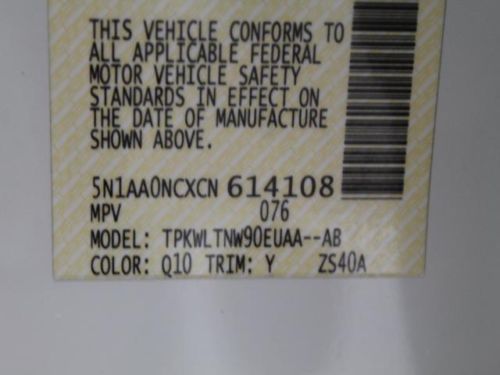 THIS VEHICLE CONFORMS TO
ALL APPLICABLE FEDERAL
MOTOR VEHICLE SAFETY
STANDARDS IN EFFECT ON
THE DATE OF MANUFACTURE
SHOWN ABOVE.
5N1AA0NCXCN 614108
MPV 076
MODEL: TPKWLTNW90EUAA--AB
COLOR: Q10 TRIM: Y ZS40A